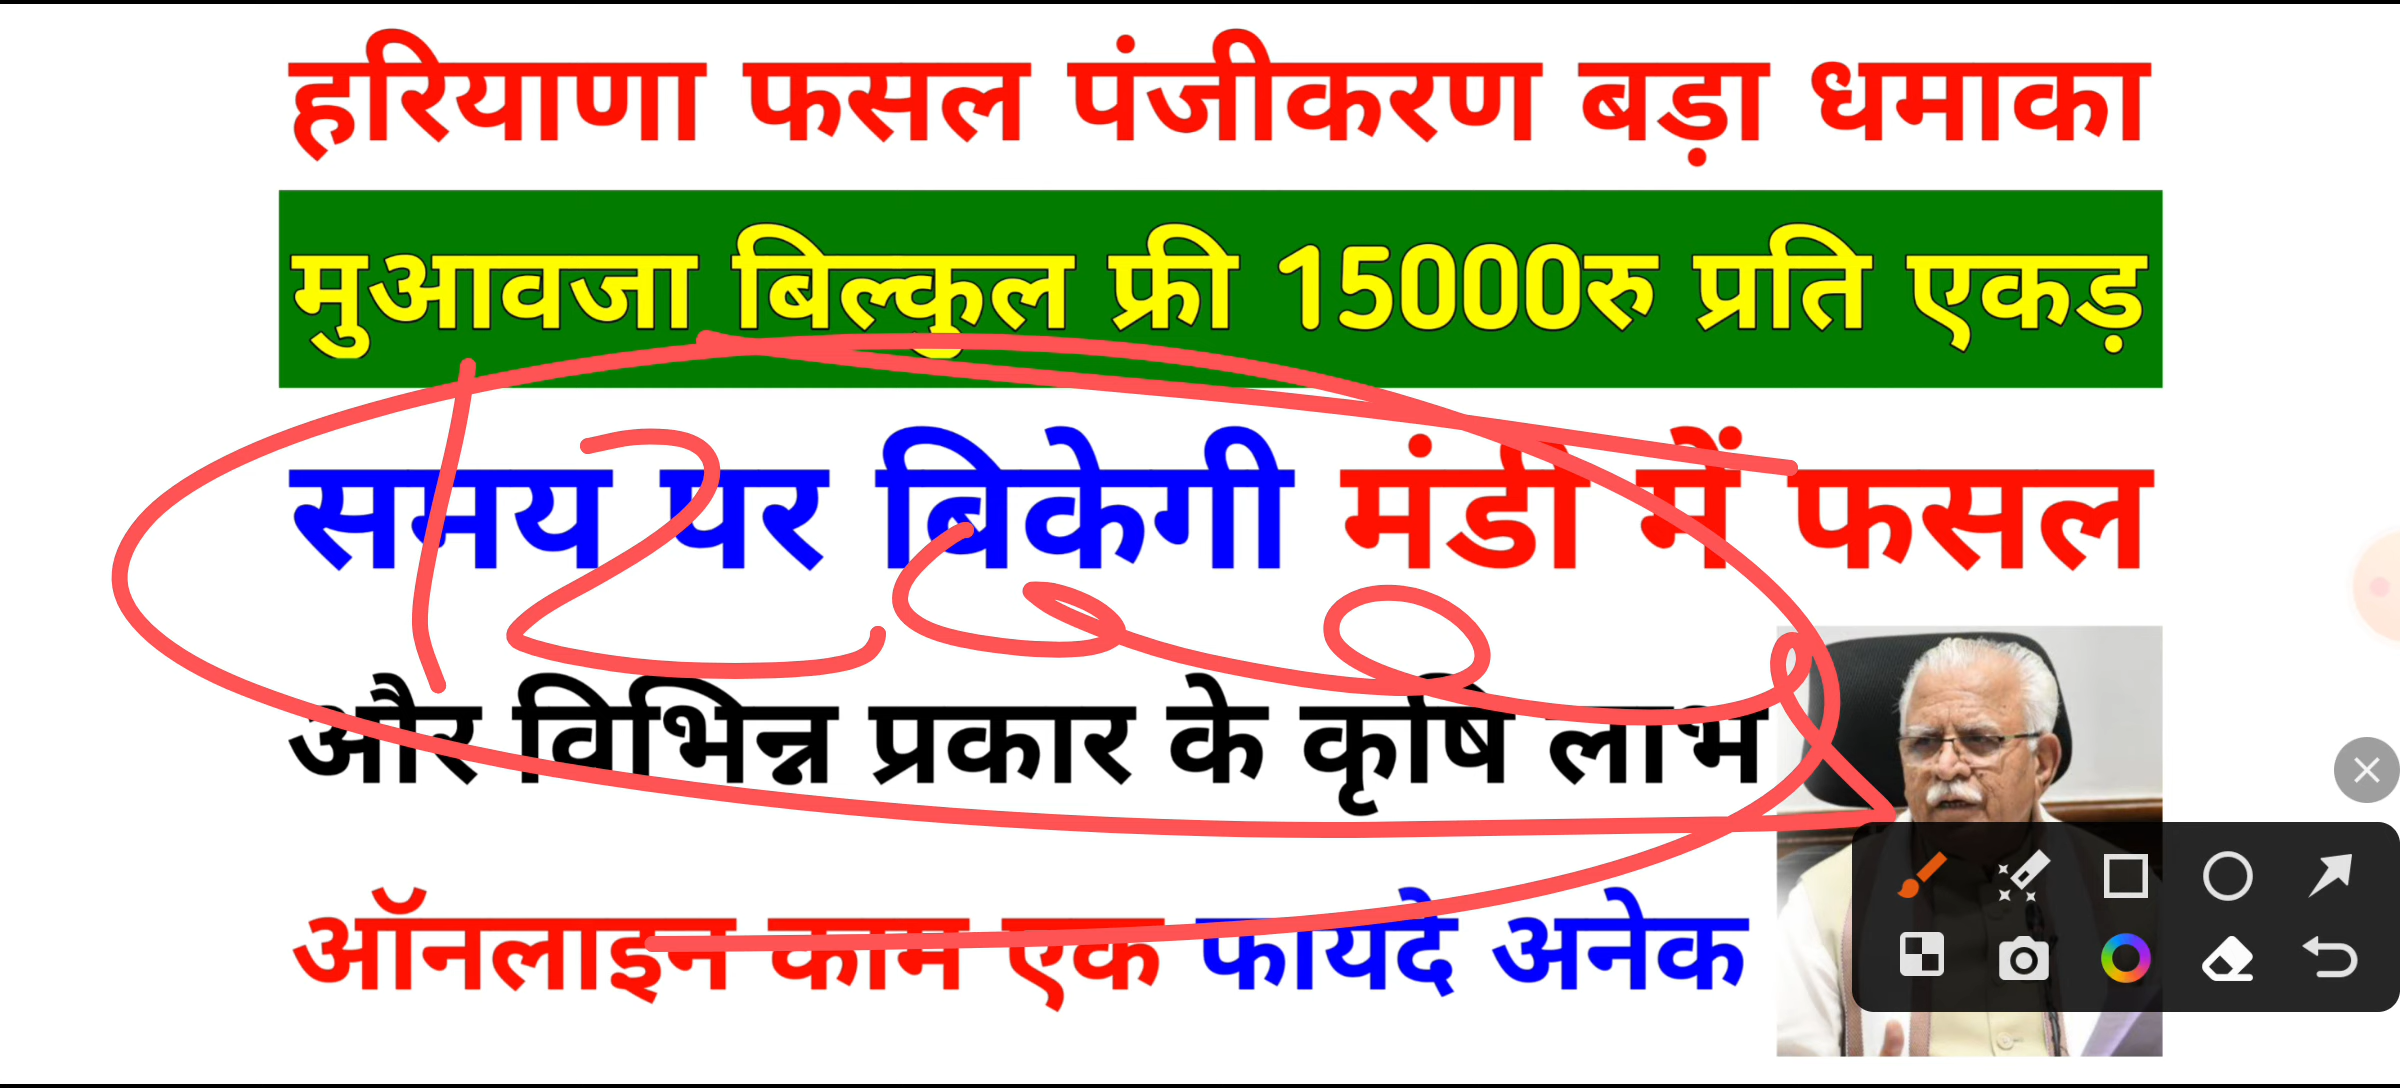 हरियाणा फसल पंजीकरण बड़ा धमाका
मुआवजा बिल्कुल फ्री 15000रु प्रति एकड़
समय पर बिकेगी मंडी में फसल
12000
और विभिन्न प्रकार के कृषि लाभ
ऑनलाइन काम एक फायदे अनेक